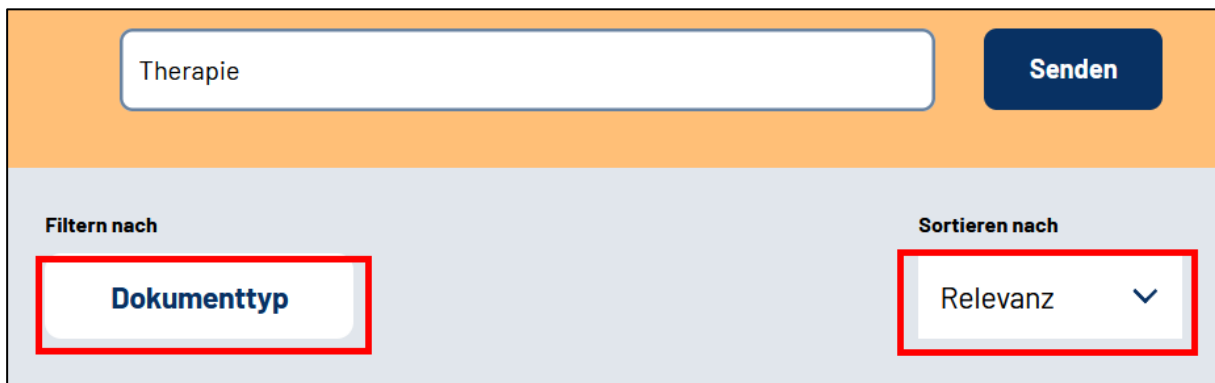 Therapie
Senden
Filtern nach
Sortieren nach
Dokumenttyp
Relevanz